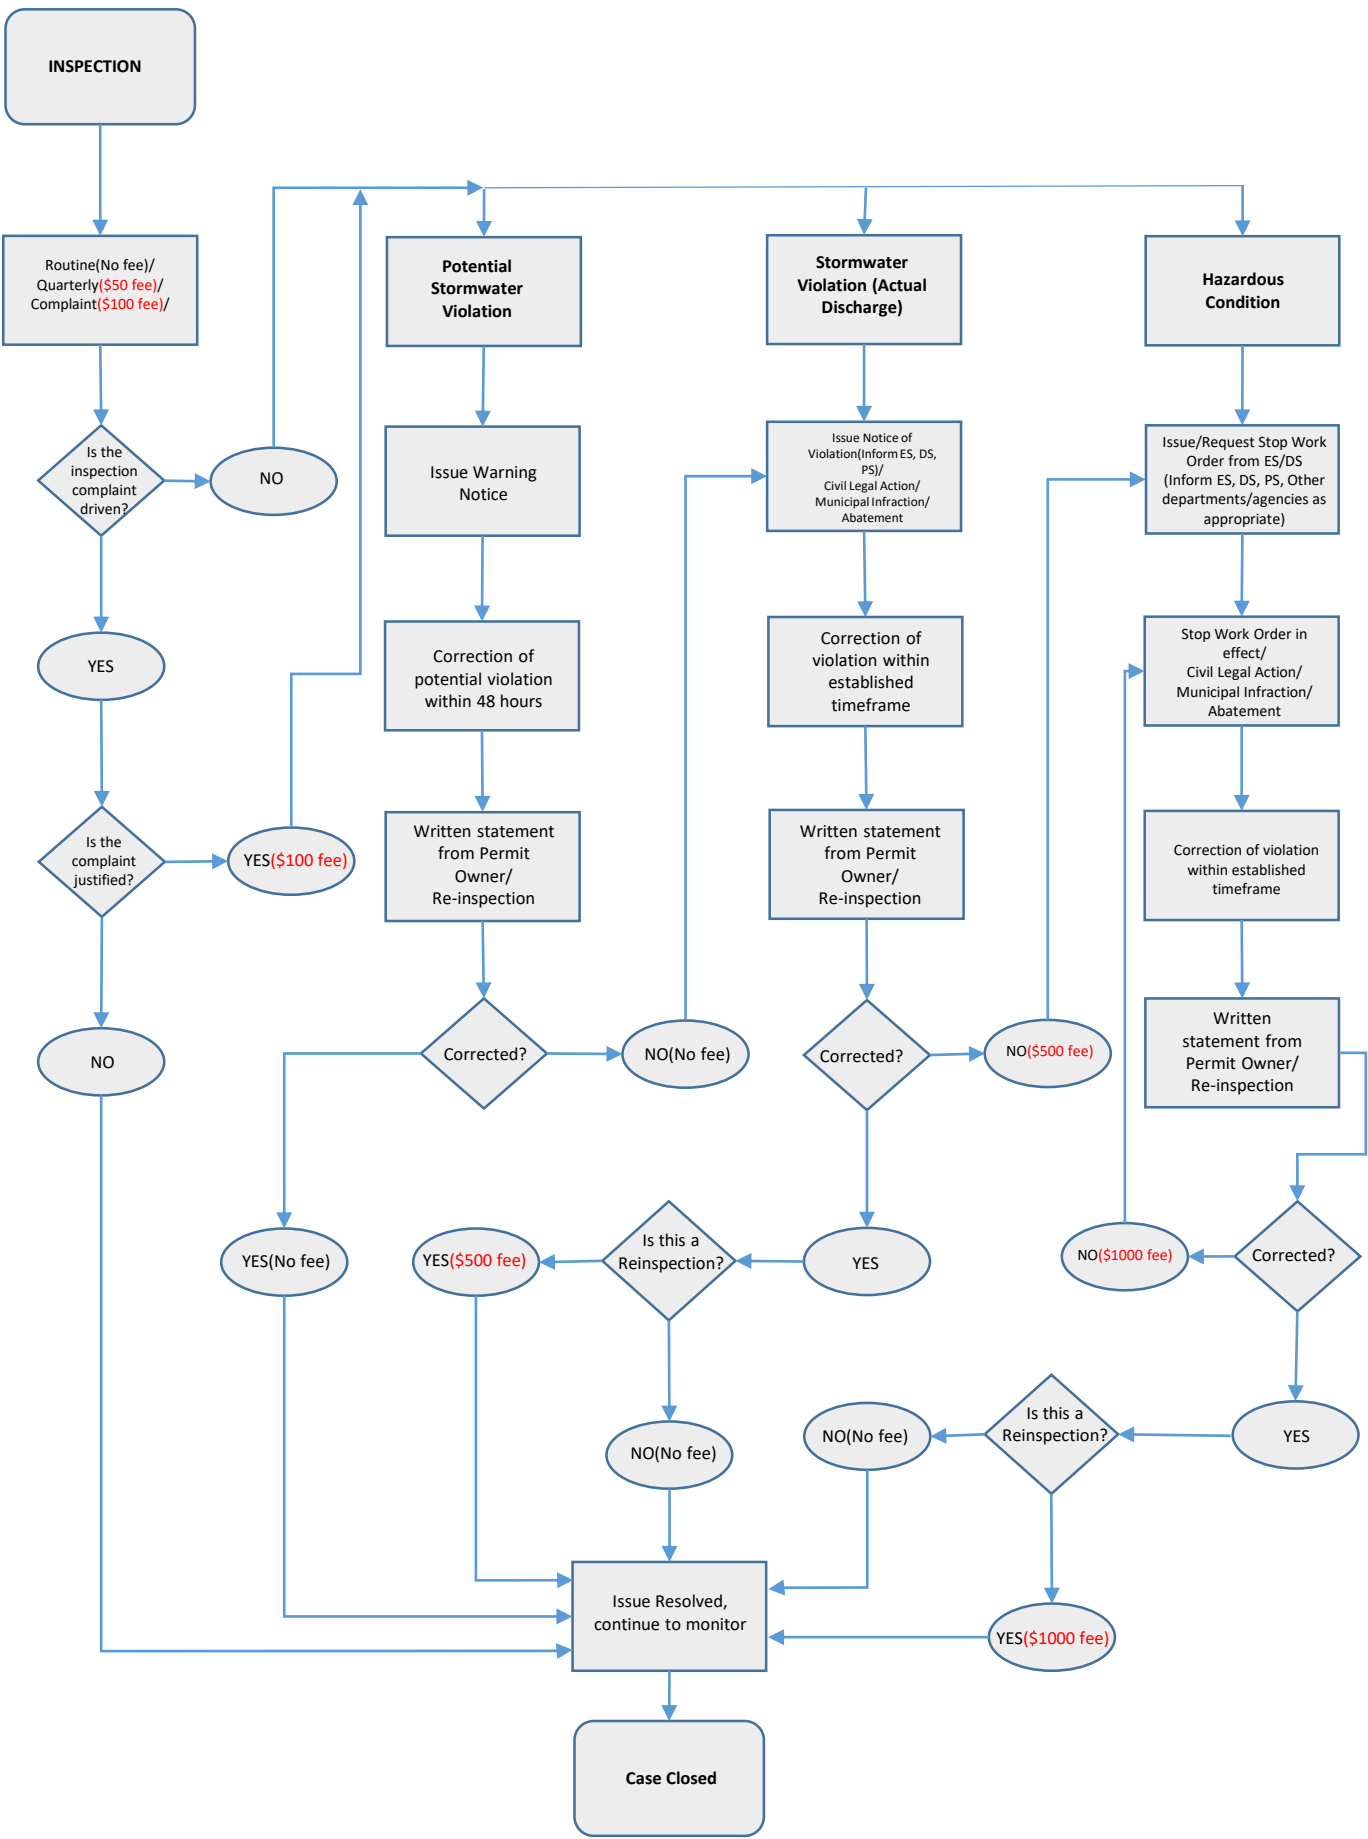 INSPECTION
Routine(No fee)/
Quarterly($50 fee)/
Complaint($100 fee)/
Is the
inspection
complaint
driven?
NO
YES
Is the
complaint
justified?
YES($100 fee)
NO
Potential
Stormwater
Violation
Issue Warning
Notice
Correction of
potential violation
within 48 hours
Written statement
from Permit
Owner/
Re-inspection
Corrected?
NO(No fee)
YES(No fee)
Stormwater
Violation (Actual
Discharge)
Issue Notice of
Violation(Inform ES, DS,
PS)/
Civil Legal Action/
Municipal Infraction/
Abatement
Correction of
violation within
established
timeframe
Written statement
from Permit
Owner/
Re-inspection
Corrected?
NO($500 fee)
YES
Is this a
Reinspection?
YES($500 fee)
NO(No fee)
Hazardous
Condition
Issue/Request Stop Work
Order from ES/DS
(Inform ES, DS, PS, Other
departments/agencies as
appropriate)
Stop Work Order in
effect/
Civil Legal Action/
Municipal Infraction/
Abatement
Correction of violation
within established
timeframe
Written
statement from
Permit Owner/
Re-inspection
Corrected?
NO($1000 fee)
YES
Is this a
Reinspection?
NO(No fee)
YES($1000 fee)
Issue Resolved,
continue to monitor
Case Closed